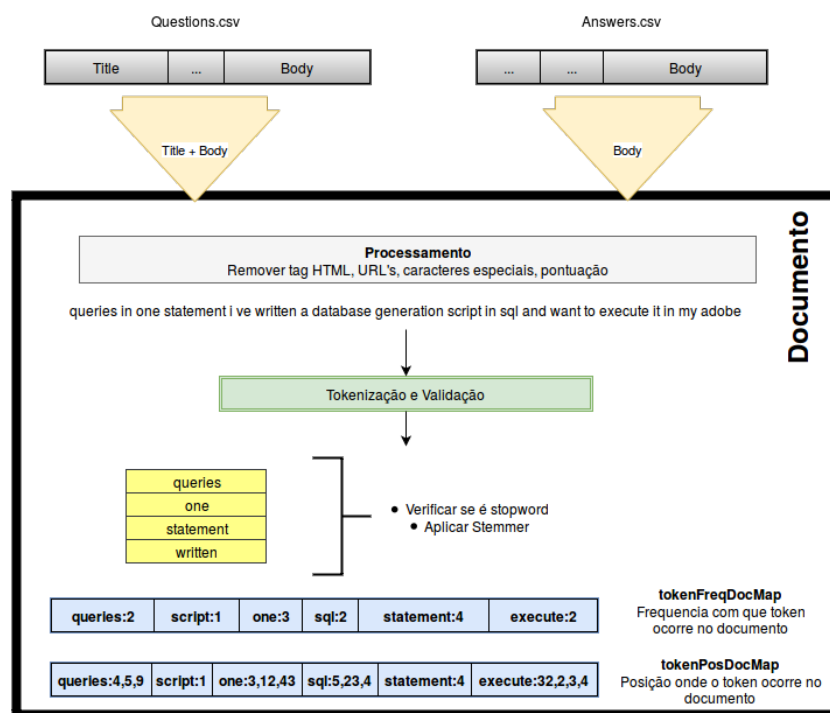 Questions.csv
Answers.csv
Title ... Body
... ... Body
Title + Body
Body
Documento
Processamento
Remover tag HTML, URL's, caracteres especiais, pontuação
queries in one statement i ve written a database generation script in sql and want to execute it in my adobe
Tokenização e Validação
queries
one
statement
written
Verificar se é stopword
Aplicar Stemmer
queries:2 script:1 one:3 sql:2 statement:4 execute:2
tokenFreqDocMap
Frequencia com que token
ocorre no documento
queries:4,5,9 script:1 one:3,12,43 sql:5,23,4 statement:4 execute:32,2,3,4
tokenPosDocMap
Posição onde o token ocorre no
documento